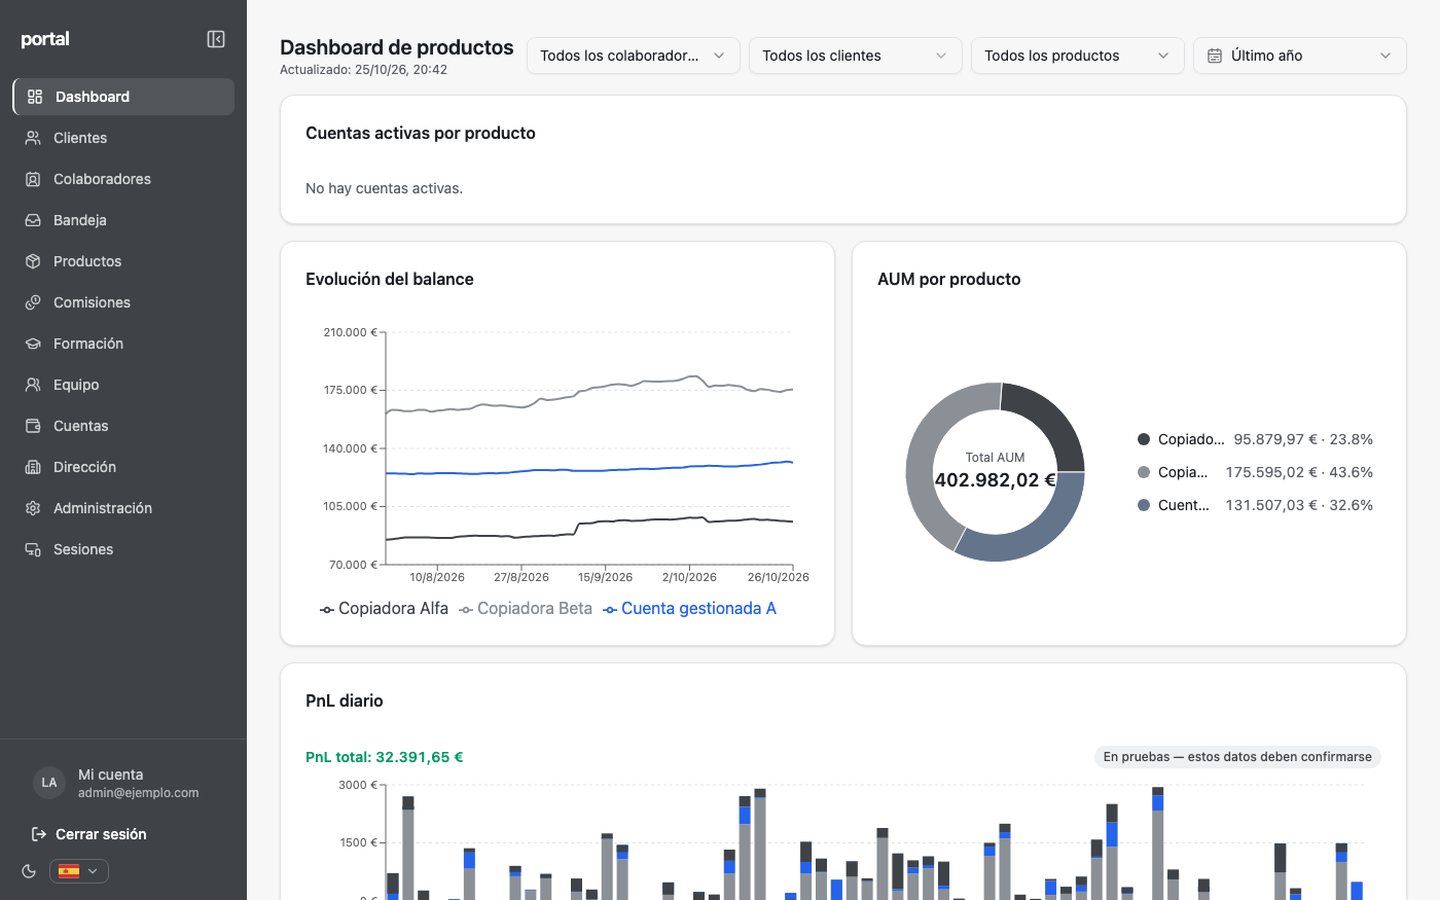 portal
Dashboard
Clientes
Colaboradores
Bandeja
Productos
Comisiones
Formación
Equipo
Cuentas
Dirección
Administración
Sesiones
LA
Mi cuenta
admin@ejemplo.com
Cerrar sesión
Dashboard de productos
Actualizado: 25/10/26, 20:42
Todos los colaborador...
Todos los clientes
Todos los productos
Último año
Cuentas activas por producto
No hay cuentas activas.
Evolución del balance
210.000 €
175.000 €
140.000 €
105.000 €
70.000 €
10/8/2026 27/8/2026 15/9/2026 2/10/2026 26/10/2026
Copiadora Alfa Copiadora Beta Cuenta gestionada A
AUM por producto
Total AUM
402.982,02 €
Copiado... 95.879,97 € · 23.8%
Copia... 175.595,02 € · 43.6%
Cuent... 131.507,03 € · 32.6%
PnL diario
PnL total: 32.391,65 €
En pruebas — estos datos deben confirmarse
3000 €
1500 €
0 €